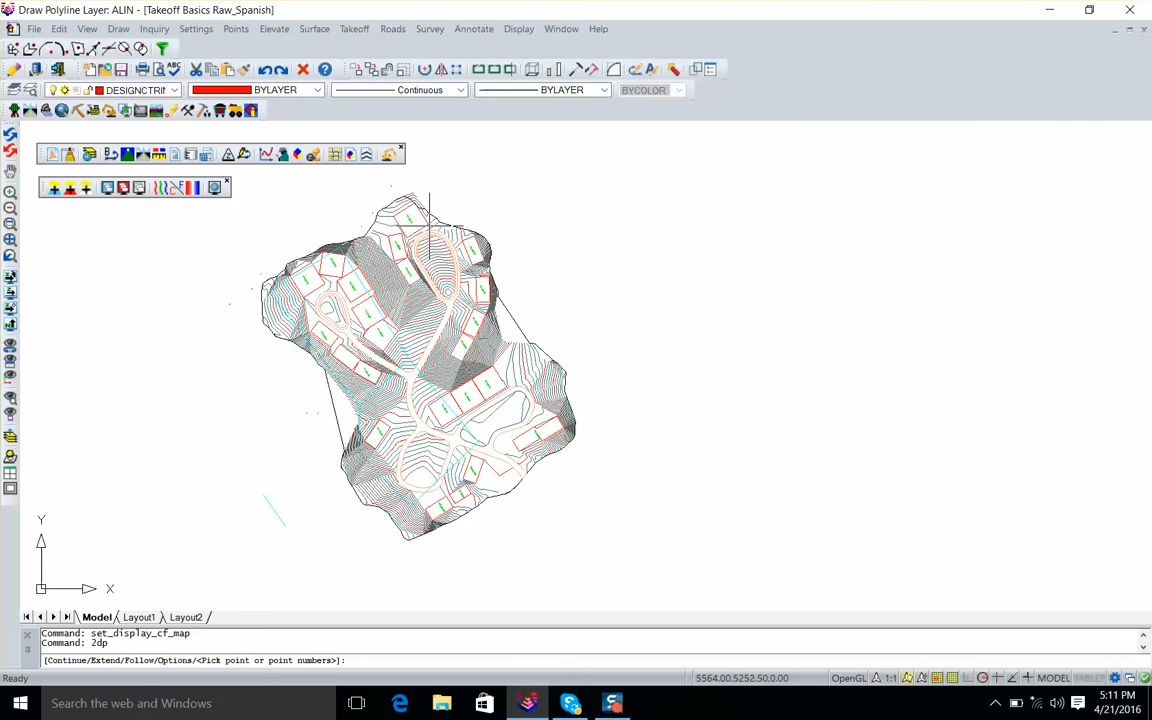 Draw Polyline Layer: ALIN - [Takeoff Basics Raw_Spanish]
File Edit View Draw Inquiry Settings Points Elevate Surface Takeoff Roads Survey Annotate Display Window Help
DESIGNCTRIN BYLAYER Continuous BYLAYER BYCOLOR
Y
X
Model Layout1 Layout2
Command: set_display_cf_map
Command: 2dp
[Continue/Extend/Follow/Options/<Pick point or point numbers>]:
Ready 5564.00,5252.50,0.00 OpenGL 1:1 MODEL TABLET
Search the web and Windows
5:11 PM
4/21/2016